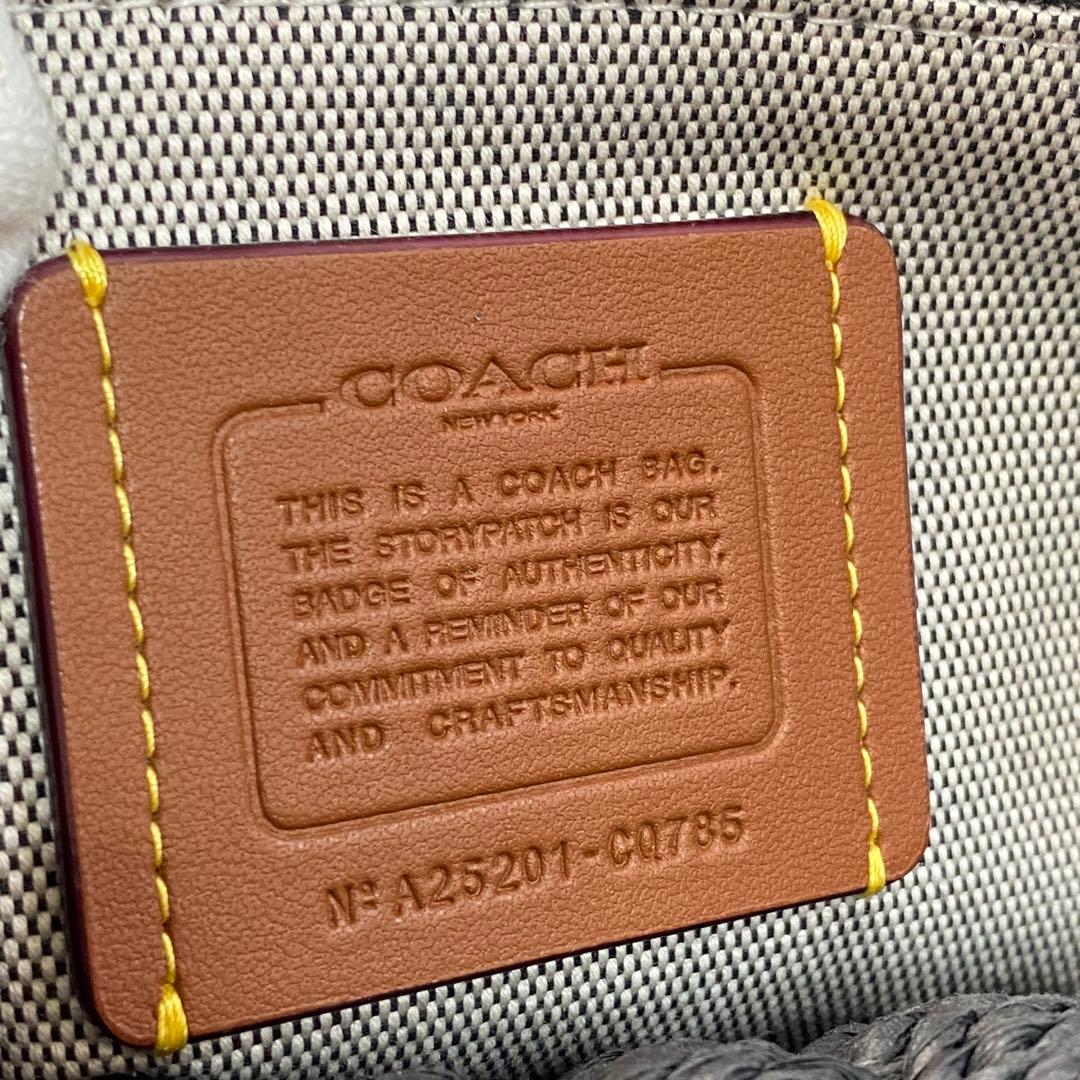 COACH
NEW YORK
THIS IS A COACH BAG.
THE STORYPATCH IS OUR
BADGE OF AUTHENTICITY,
AND A REMINDER OF OUR
COMMITMENT TO QUALITY
AND CRAFTSMANSHIP.
Nº A25201-CQ785